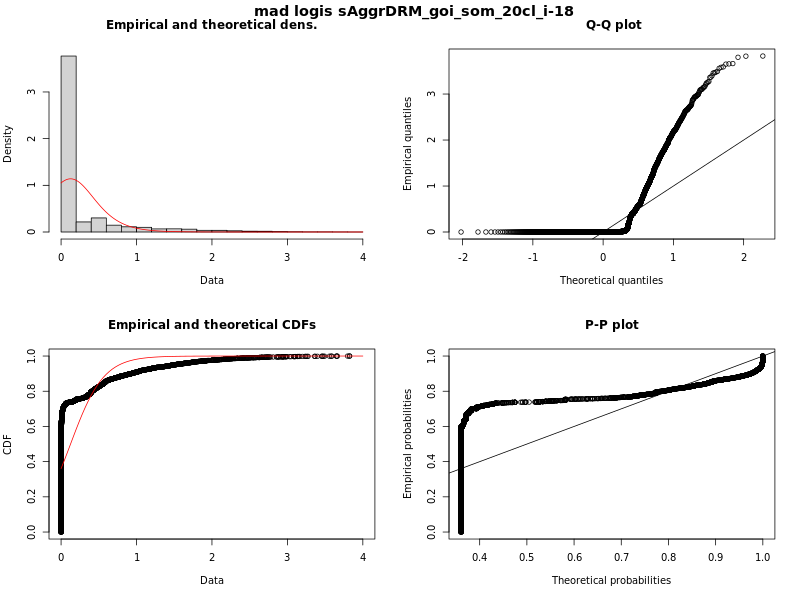 mad logis sAggrDRM_goi_som_20cl_i-18
Empirical and theoretical dens.
Density
0 1 2 3
0 1 2 3 4
Data
Q-Q plot
Empirical quantiles
0 1 2 3
-2 -1 0 1 2
Theoretical quantiles
Empirical and theoretical CDFs
CDF
0.0 0.2 0.4 0.6 0.8 1.0
0 1 2 3 4
Data
P-P plot
Empirical probabilities
0.0 0.2 0.4 0.6 0.8 1.0
0.4 0.5 0.6 0.7 0.8 0.9 1.0
Theoretical probabilities